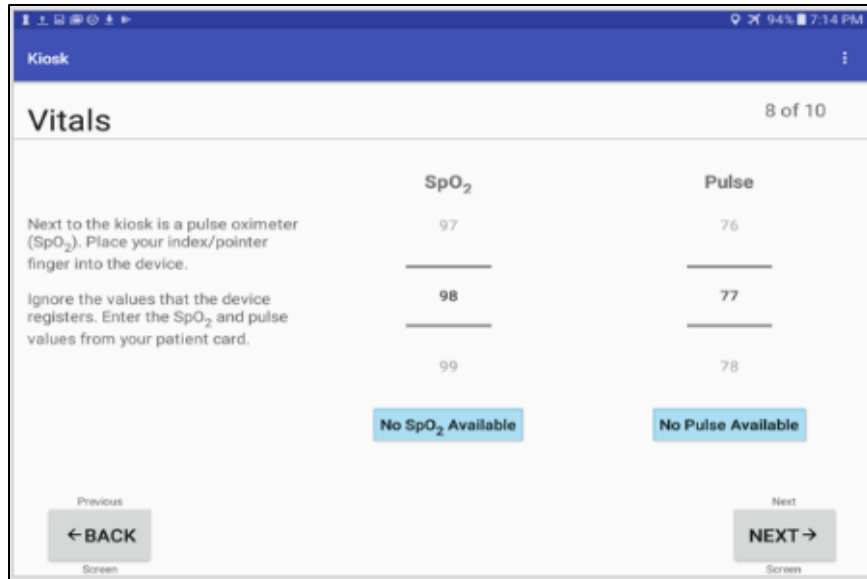 94% 7:14 PM
Kiosk
Vitals
8 of 10
Next to the kiosk is a pulse oximeter
(SpO₂). Place your index/pointer
finger into the device.
Ignore the values that the device
registers. Enter the SpO₂ and pulse
values from your patient card.
SpO₂
97
98
99
No SpO₂ Available
Pulse
76
77
78
No Pulse Available
Previous
←BACK
Screen
Next
NEXT→
Screen